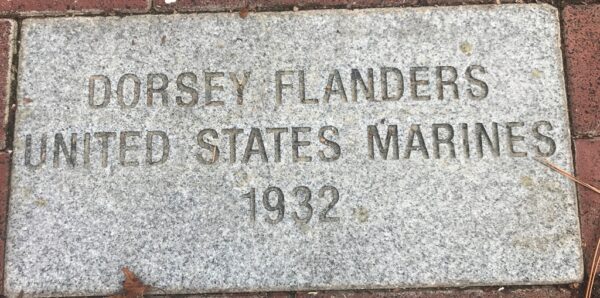 DORSEY FLANDERS
UNITED STATES MARINES
1932